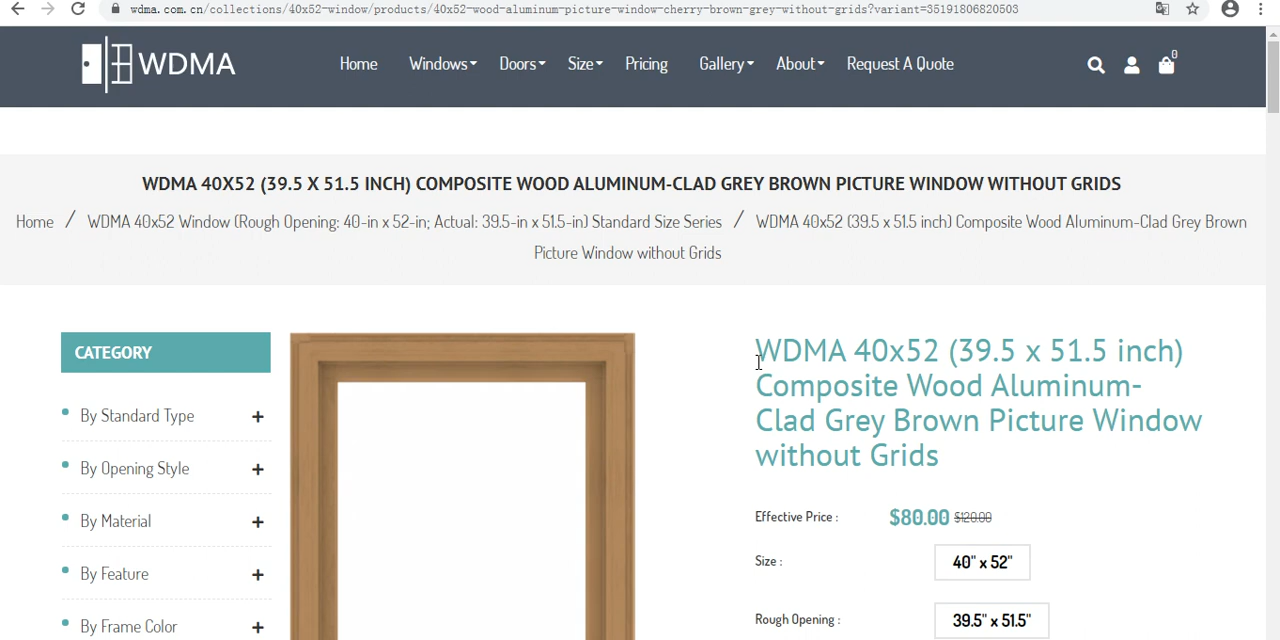 wdma.com.cn/collections/40x52-window/products/40x52-wood-aluminum-picture-window-cherry-brown-grey-without-grids?variant=35191806820503
WDMA
Home Windows Doors Size Pricing Gallery About Request A Quote
0
WDMA 40X52 (39.5 X 51.5 INCH) COMPOSITE WOOD ALUMINUM-CLAD GREY BROWN PICTURE WINDOW WITHOUT GRIDS
Home / WDMA 40x52 Window (Rough Opening: 40-in x 52-in; Actual: 39.5-in x 51.5-in) Standard Size Series / WDMA 40x52 (39.5 x 51.5 inch) Composite Wood Aluminum-Clad Grey Brown
Picture Window without Grids
CATEGORY
By Standard Type +
By Opening Style +
By Material +
By Feature +
By Frame Color +
WDMA 40x52 (39.5 x 51.5 inch)
Composite Wood Aluminum-
Clad Grey Brown Picture Window
without Grids
Effective Price : $80.00 $120.00
Size : 40" x 52"
Rough Opening : 39.5" x 51.5"